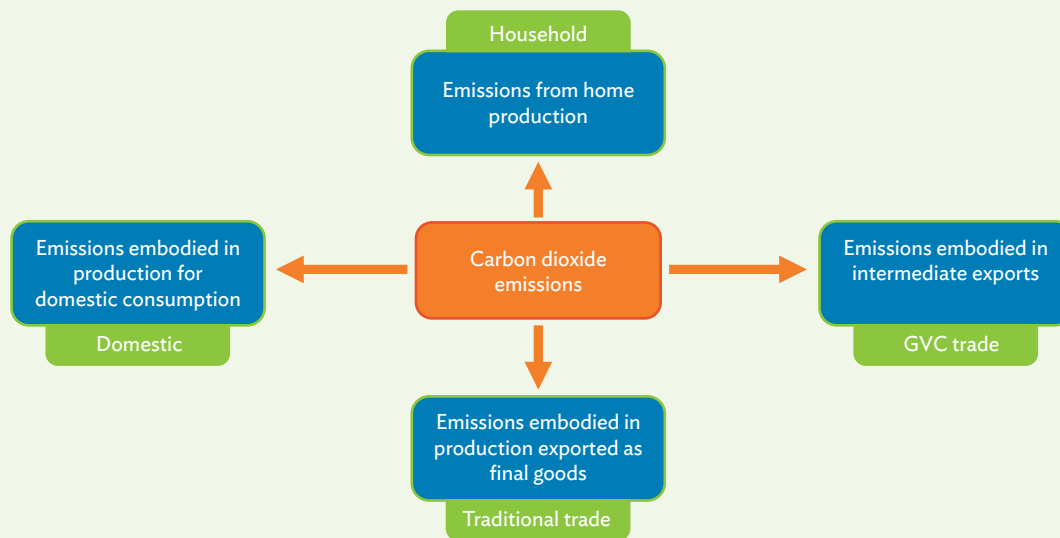 Household
Emissions from home
production
Emissions embodied in
production for
domestic consumption
Domestic
Carbon dioxide
emissions
Emissions embodied in
intermediate exports
GVC trade
Emissions embodied in
production exported as
final goods
Traditional trade